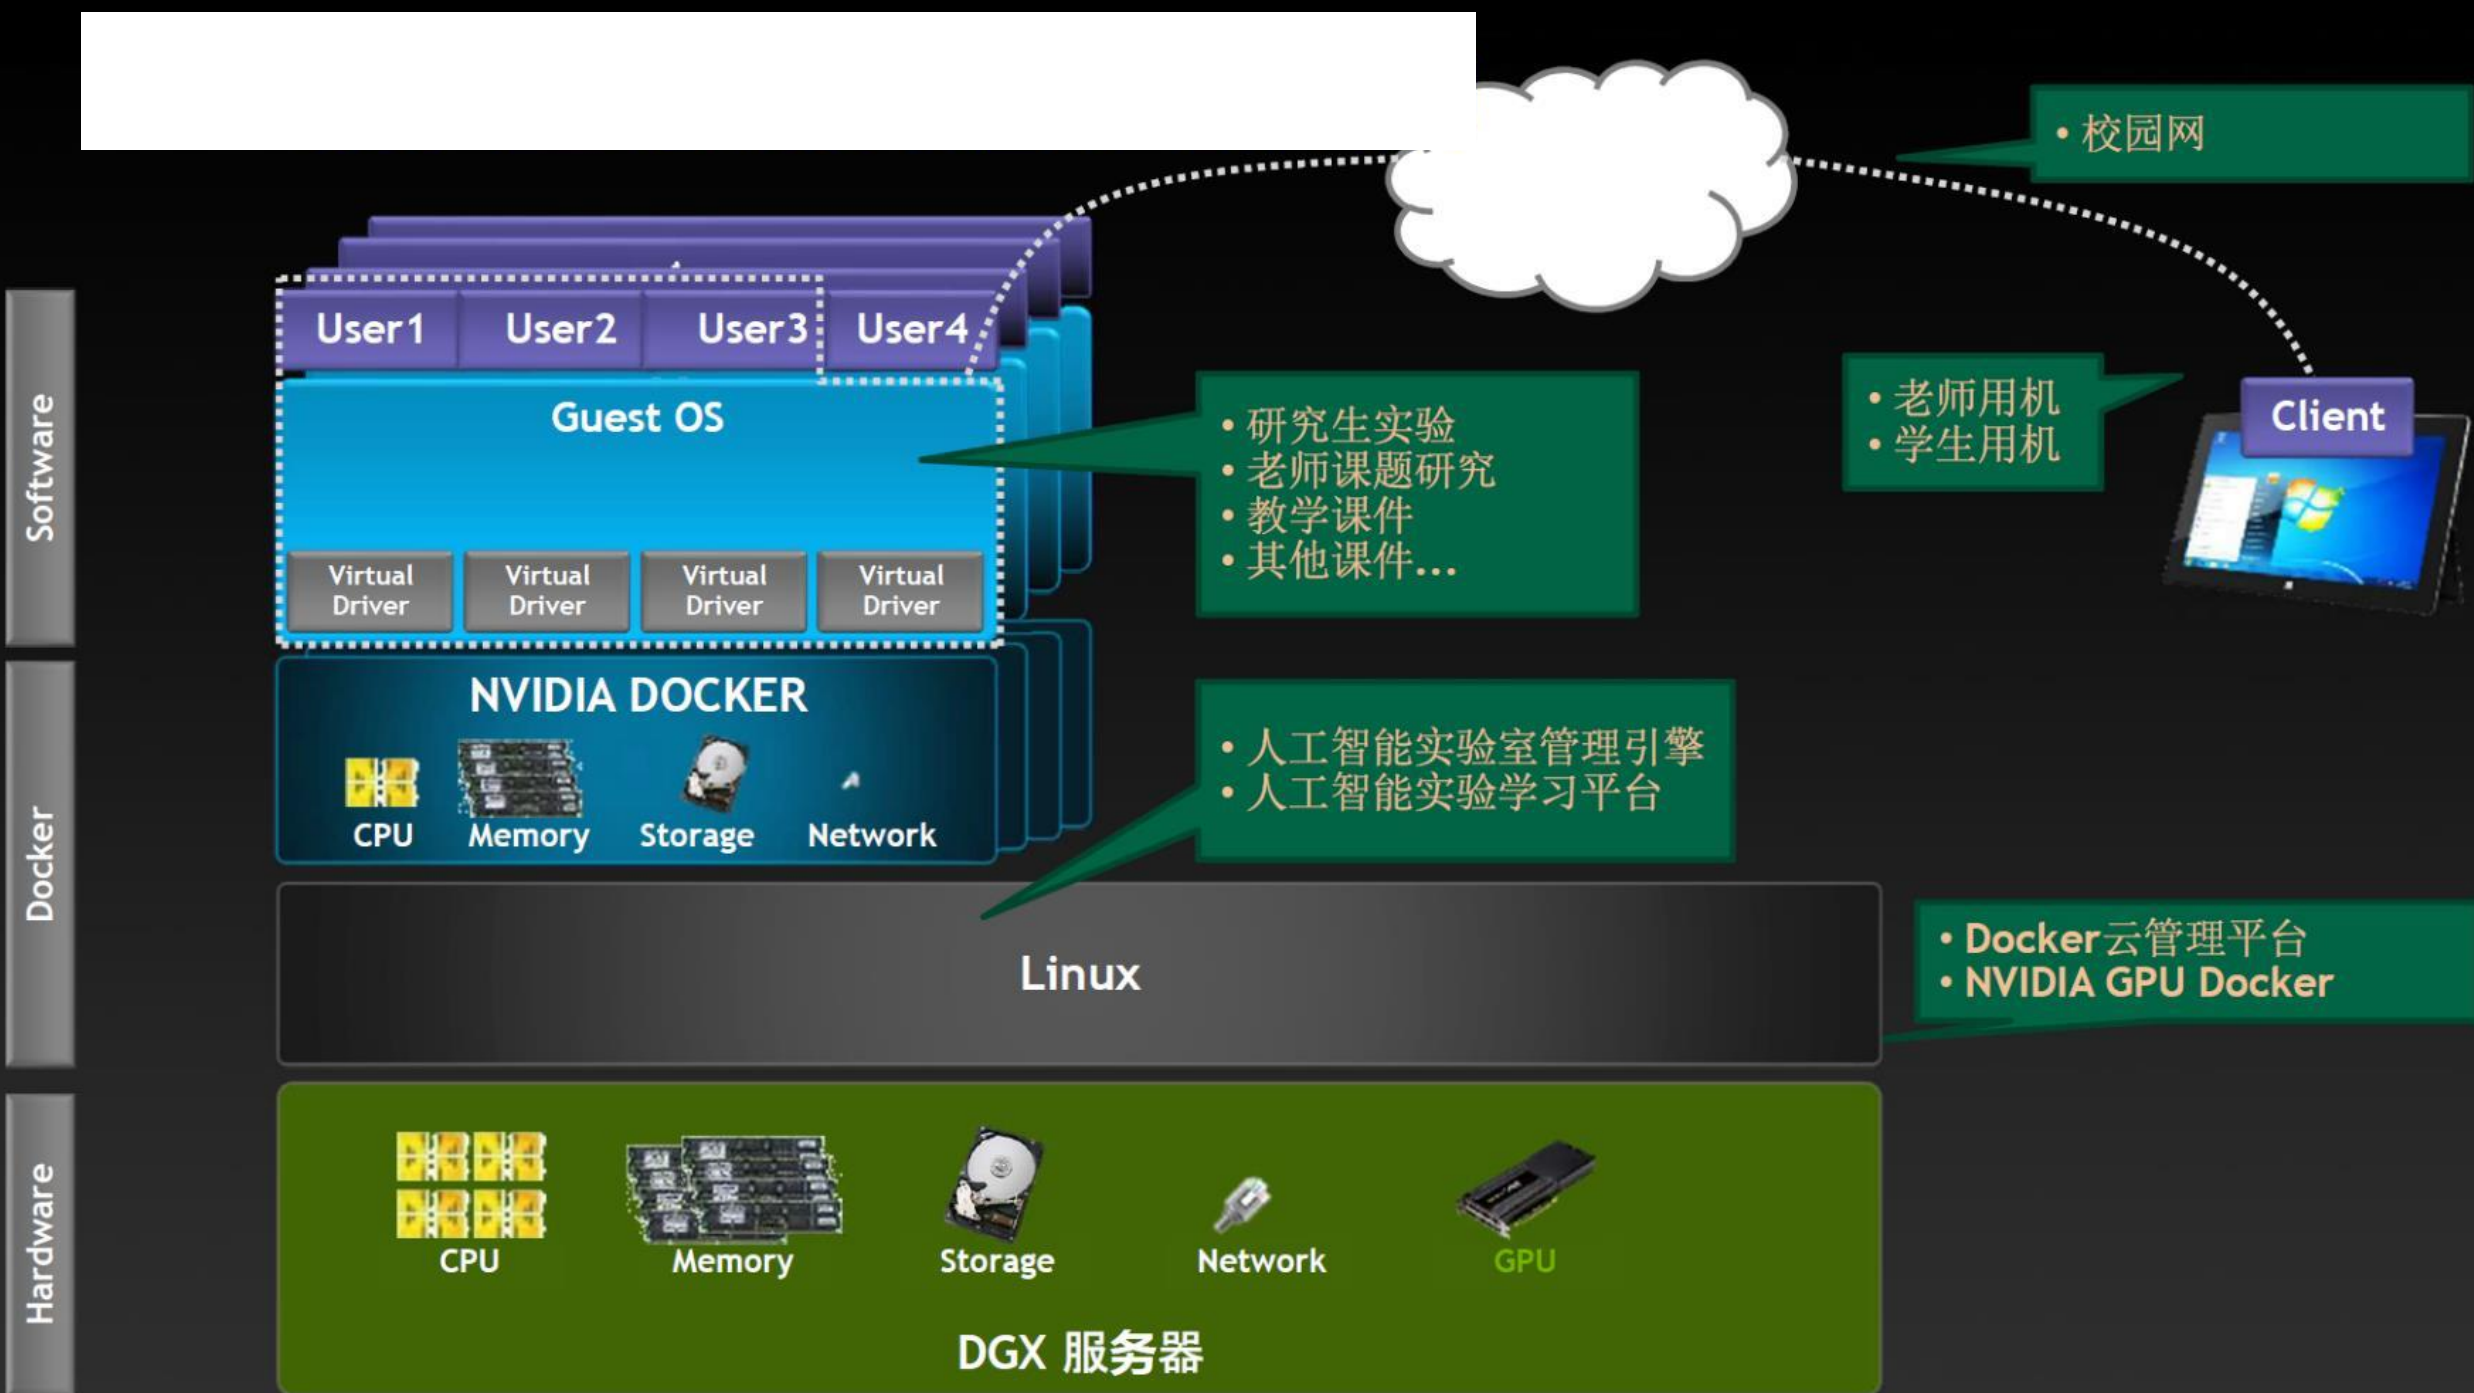 • 校园网
User1
User2
User3
User4
Software
Guest OS
Virtual
Driver
Virtual
Driver
Virtual
Driver
Virtual
Driver
• 研究生实验
• 老师课题研究
• 教学课件
• 其他课件...
• 老师用机
• 学生用机
Client
Docker
NVIDIA DOCKER
CPU
Memory
Storage
Network
• 人工智能实验室管理引擎
• 人工智能实验学习平台
Linux
• Docker云管理平台
• NVIDIA GPU Docker
Hardware
CPU
Memory
Storage
Network
GPU
DGX 服务器